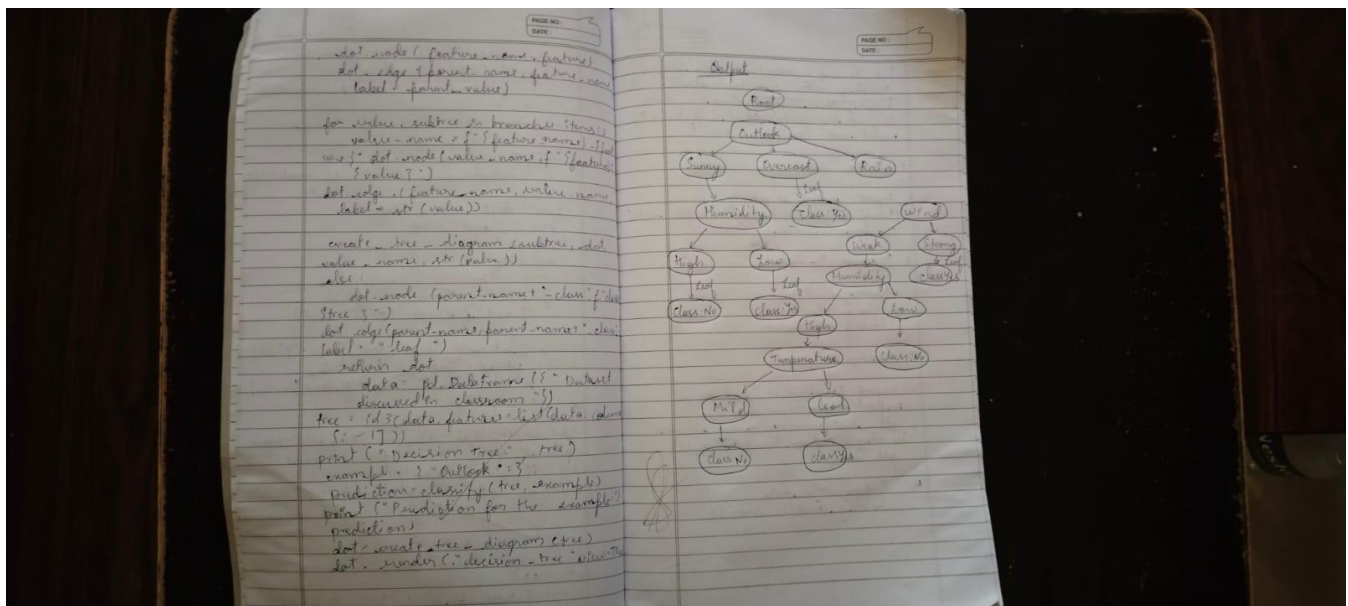 PAGE NO :
DATE :
dot.node ( feature_name, feature)
dot. edge ( parent_name, feature_name
label = parent_value)
for value, subtree in branches.items()
value_name = f"{feature_name}_{feat
ure}" dot.node (value_name, f"{feature}:
{value}")
dot.edge.(feature_name, value_name
label = str (value))
create_tree_diagram (subtree, dot
value_name, str (value))
else:
dot.node (parent_name + "-class", f"class
{tree}")
dot edge(parent_name, parent_name + "_class
label = "leaf")
return dot
data = pd. DataFrame ({ "Dataset
discussed in classroom"})
tree = id3(data, feature = list(data. colum
[: -1]))
print ("Decision Tree:", tree)
example = { "Outlook" : }
prediction = classify (tree, example)
print ("Prediction for the example:",
prediction)
dot = create_tree_diagram (tree)
dot. render ("decision_tree" view =
PAGE NO :
DATE :
Output
Root
Outlook
Sunny Overcast Rain
Leaf
Humidity Class: Yes Wind
High Low Weak Strong
Leaf Leaf Humidity Leaf
Class Yes
Class: No Class: Yes Low
High
Temperature Class: No
Mild Cool
Class No Class Yes